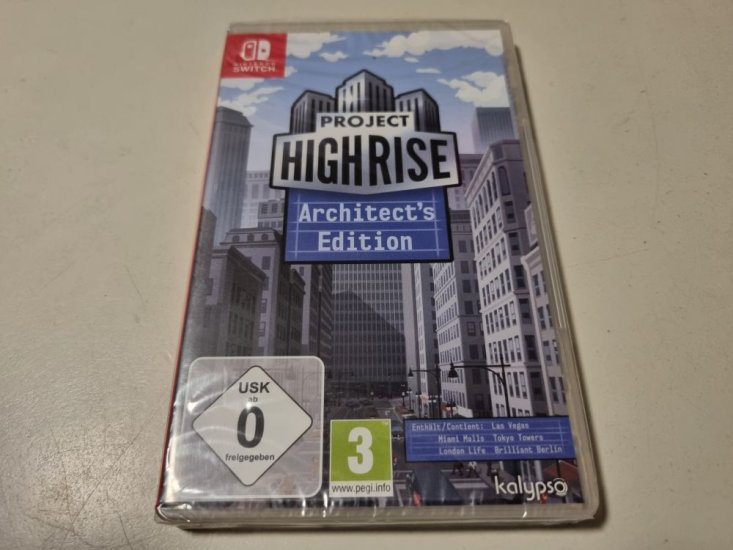 NINTENDO
SWITCH
PROJECT
HIGHRISE
Architect's
Edition
USK
ab
0
freigegeben
3
www.pegi.info
Enthält/Contient: Las Vegas
Miami Malls Tokyo Towers
London Life Brilliant Berlin
kalypso